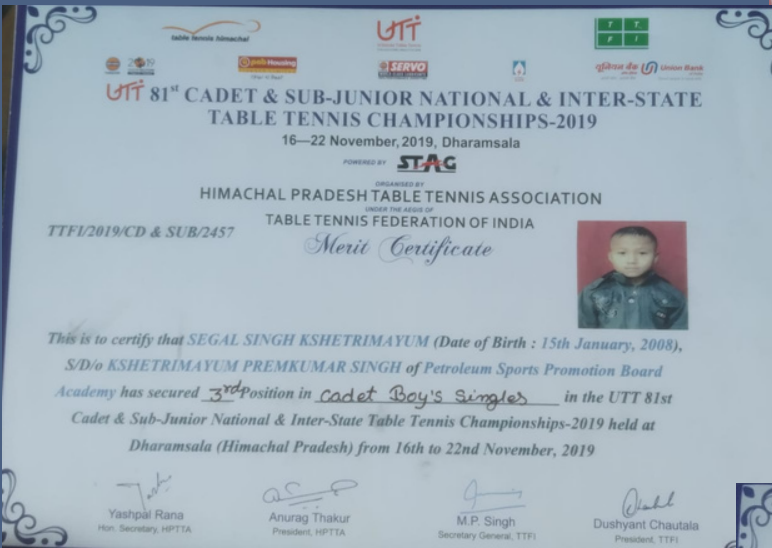 table tennis himachal
UTT
T T
F I
2019
pnb Housing
Ghar Ki Baat
SERVO
यूनियन बैंक Union Bank
UTT 81st CADET & SUB-JUNIOR NATIONAL & INTER-STATE
TABLE TENNIS CHAMPIONSHIPS-2019
16—22 November, 2019, Dharamsala
POWERED BY STAG
ORGANISED BY
HIMACHAL PRADESH TABLE TENNIS ASSOCIATION
UNDER THE AEGIS OF
TABLE TENNIS FEDERATION OF INDIA
TTFI/2019/CD & SUB/2457
Merit Certificate
This is to certify that SEGAL SINGH KSHETRIMAYUM (Date of Birth : 15th January, 2008),
S/D/o KSHETRIMAYUM PREMKUMAR SINGH of Petroleum Sports Promotion Board
Academy has secured 3rd Position in Cadet Boy's Singles in the UTT 81st
Cadet & Sub-Junior National & Inter-State Table Tennis Championships-2019 held at
Dharamsala (Himachal Pradesh) from 16th to 22nd November, 2019
Yashpal Rana
Hon. Secretary, HPTTA
Anurag Thakur
President, HPTTA
M.P. Singh
Secretary General, TTFI
Dushyant Chautala
President, TTFI